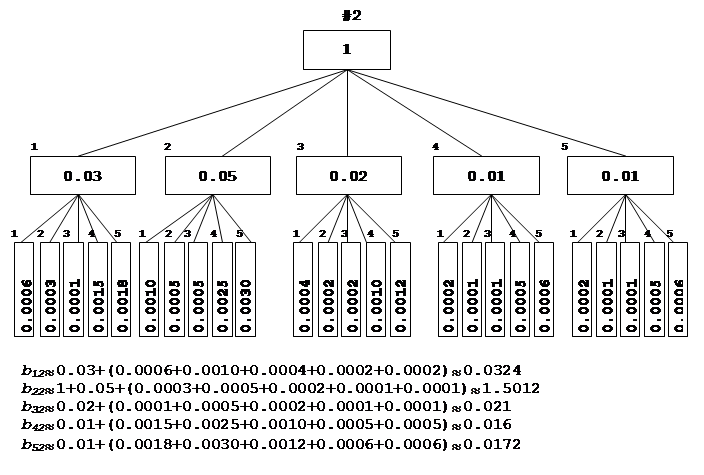 #2
1
1 2 3 4 5
0.03 0.05 0.02 0.01 0.01
1 2 3 4 5 1 2 3 4 5 1 2 3 4 5 1 2 3 4 5 1 2 3 4 5
0.0006 0.0003 0.0001 0.0015 0.0018 0.0010 0.0005 0.0005 0.0025 0.0030 0.0004 0.0002 0.0002 0.0010 0.0012 0.0002 0.0001 0.0001 0.0005 0.0006 0.0002 0.0001 0.0001 0.0005 0.0006
b₁₂≈0.03+(0.0006+0.0010+0.0004+0.0002+0.0002)≈0.0324
b₂₂≈1+0.05+(0.0003+0.0005+0.0002+0.0001+0.0001)≈1.5012
b₃₂≈0.02+(0.0001+0.0005+0.0002+0.0001+0.0001)≈0.021
b₄₂≈0.01+(0.0015+0.0025+0.0010+0.0005+0.0005)≈0.016
b₅₂≈0.01+(0.0018+0.0030+0.0012+0.0006+0.0006)≈0.0172